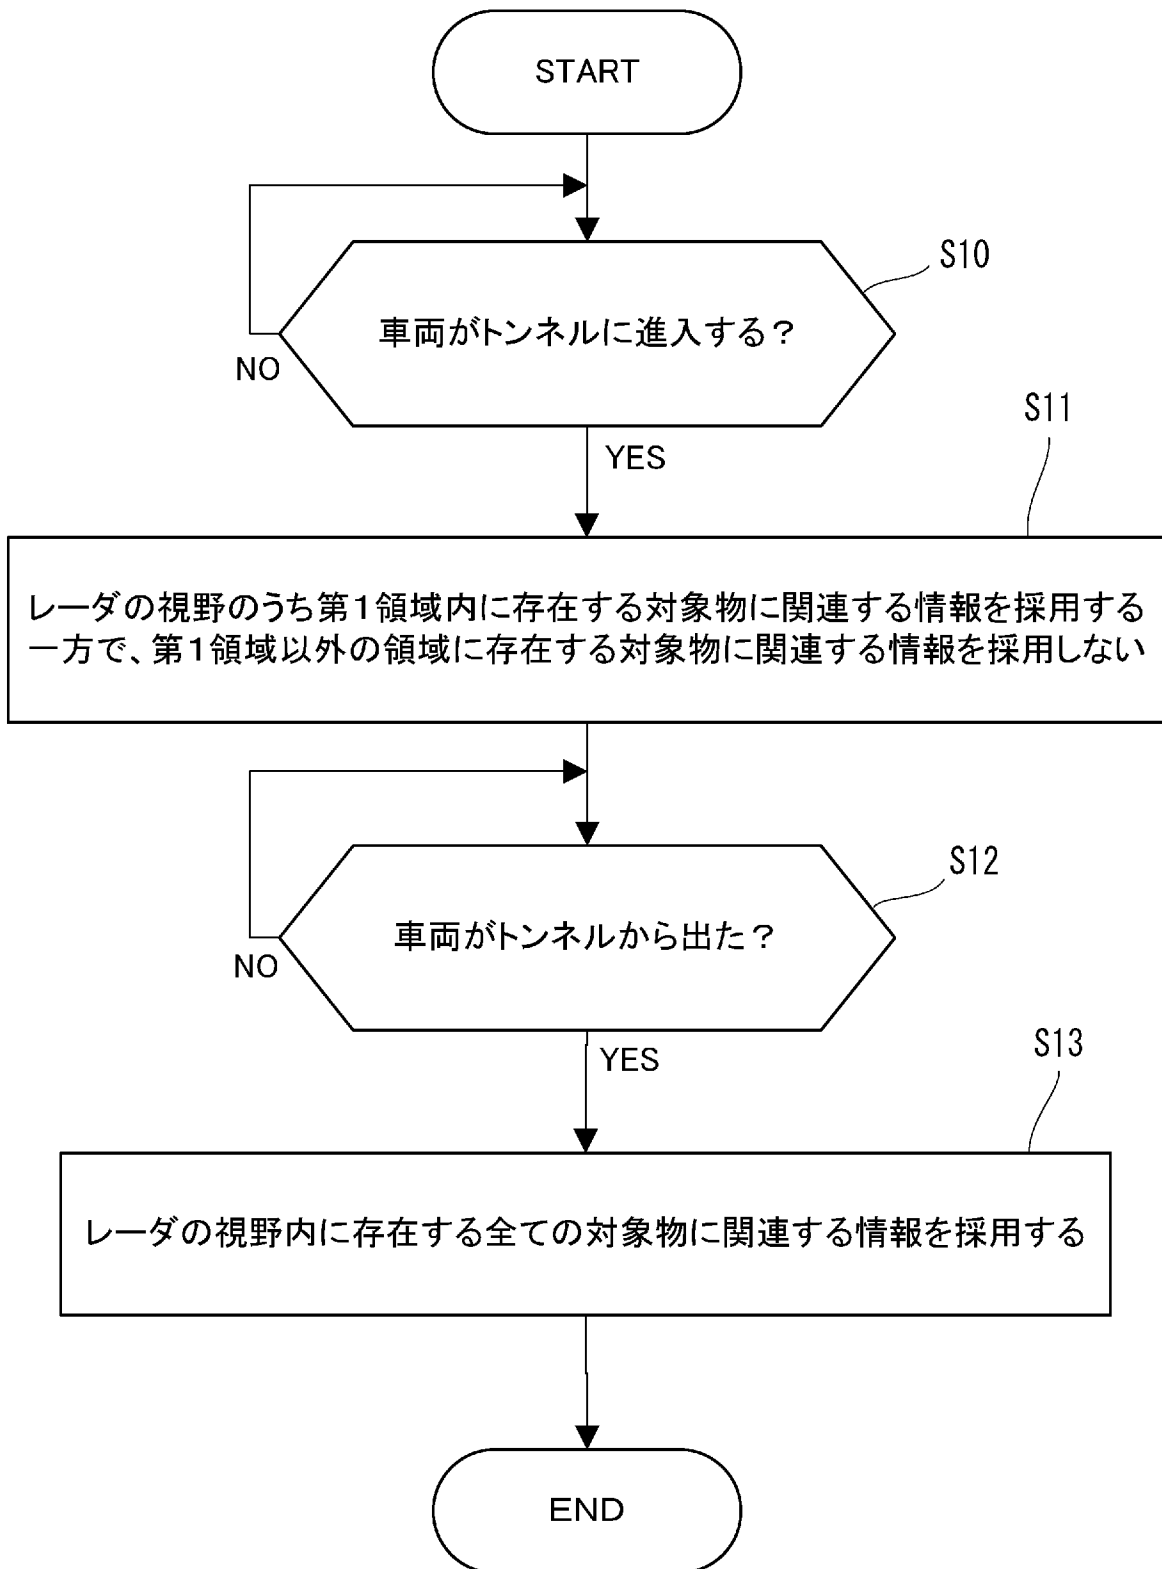 START
S10
車両がトンネルに進入する？
NO
YES
S11
レーダの視野のうち第１領域内に存在する対象物に関連する情報を採用する
一方で、第１領域以外の領域に存在する対象物に関連する情報を採用しない
S12
車両がトンネルから出た？
NO
YES
S13
レーダの視野内に存在する全ての対象物に関連する情報を採用する
END